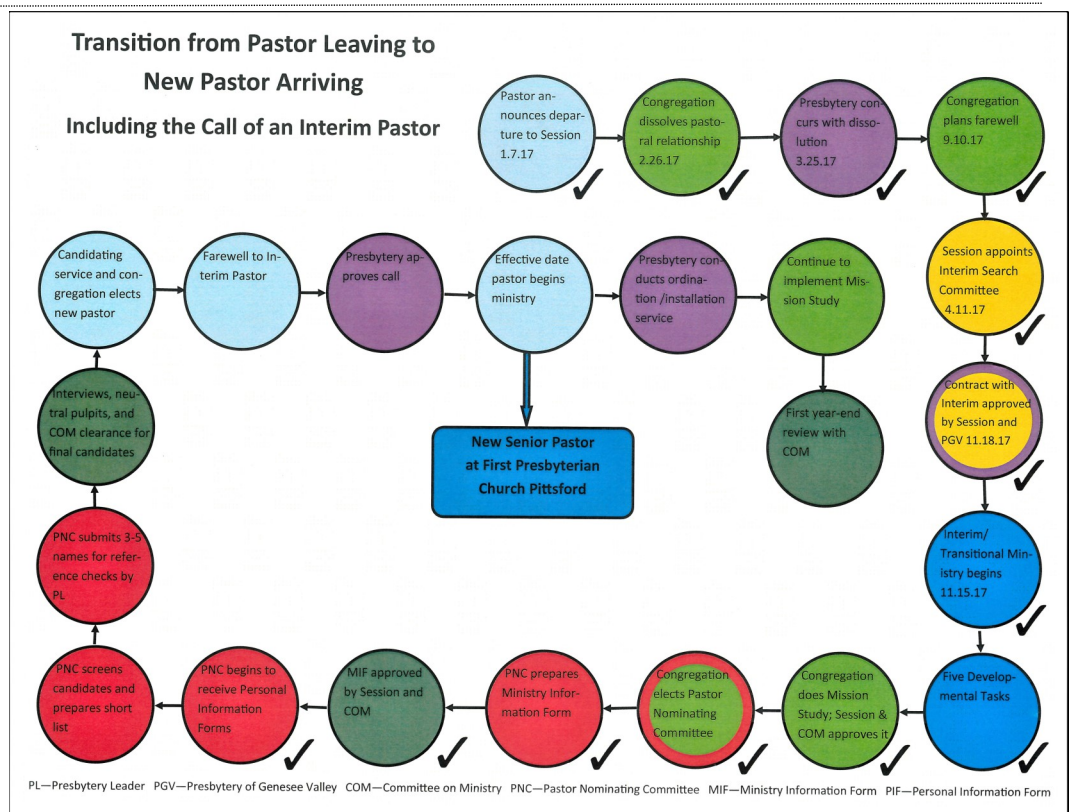 Transition from Pastor Leaving to
New Pastor Arriving
Including the Call of an Interim Pastor
Pastor an-
nounces depar-
ture to Session
1.7.17
Congregation
dissolves pasto-
ral relationship
2.26.17
Presbytery con-
curs with disso-
lution
3.25.17
Congregation
plans farewell
9.10.17
Session appoints
Interim Search
Committee
4.11.17
Contract with
Interim approved
by Session and
PGV 11.18.17
Interim/
Transitional Min-
istry begins
11.15.17
Five Develop-
mental Tasks
Congregation
does Mission
Study; Session &
COM approves it
Congregation
elects Pastor
Nominating
Committee
PNC prepares
Ministry Infor-
mation Form
MIF approved
by Session and
COM
PNC begins to
receive Personal
Information
Forms
PNC screens
candidates and
prepares short
list
PNC submits 3-5
names for refer-
ence checks by
PL
Interviews, neu-
tral pulpits, and
COM clearance for
final candidates
Candidating
service and con-
gregation elects
new pastor
Farewell to In-
terim Pastor
Presbytery ap-
proves call
Effective date
pastor begins
ministry
Presbytery con-
ducts ordina-
tion /installation
service
Continue to
implement Mis-
sion Study
First year-end
review with
COM
New Senior Pastor
at First Presbyterian
Church Pittsford
PL—Presbytery Leader PGV—Presbytery of Genesee Valley COM—Committee on Ministry PNC—Pastor Nominating Committee MIF—Ministry Information Form PIF—Personal Information Form